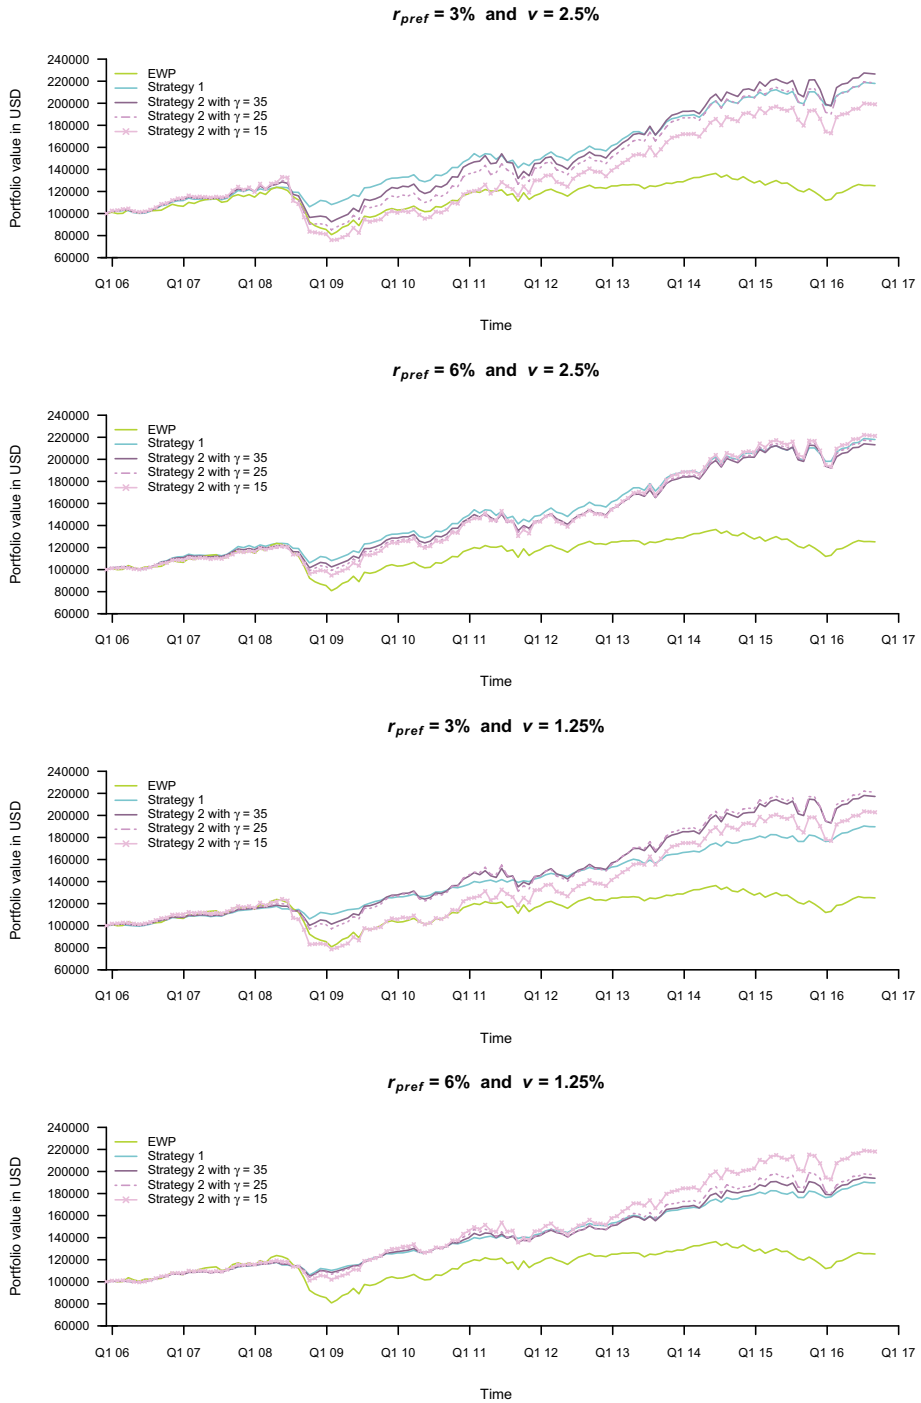 r_pref = 3% and v = 2.5%
Portfolio value in USD
240000
220000
200000
180000
160000
140000
120000
100000
80000
60000
EWP
Strategy 1
Strategy 2 with γ = 35
Strategy 2 with γ = 25
Strategy 2 with γ = 15
Q1 06 Q1 07 Q1 08 Q1 09 Q1 10 Q1 11 Q1 12 Q1 13 Q1 14 Q1 15 Q1 16 Q1 17
Time
r_pref = 6% and v = 2.5%
Portfolio value in USD
240000
220000
200000
180000
160000
140000
120000
100000
80000
60000
EWP
Strategy 1
Strategy 2 with γ = 35
Strategy 2 with γ = 25
Strategy 2 with γ = 15
Q1 06 Q1 07 Q1 08 Q1 09 Q1 10 Q1 11 Q1 12 Q1 13 Q1 14 Q1 15 Q1 16 Q1 17
Time
r_pref = 3% and v = 1.25%
Portfolio value in USD
240000
220000
200000
180000
160000
140000
120000
100000
80000
60000
EWP
Strategy 1
Strategy 2 with γ = 35
Strategy 2 with γ = 25
Strategy 2 with γ = 15
Q1 06 Q1 07 Q1 08 Q1 09 Q1 10 Q1 11 Q1 12 Q1 13 Q1 14 Q1 15 Q1 16 Q1 17
Time
r_pref = 6% and v = 1.25%
Portfolio value in USD
240000
220000
200000
180000
160000
140000
120000
100000
80000
60000
EWP
Strategy 1
Strategy 2 with γ = 35
Strategy 2 with γ = 25
Strategy 2 with γ = 15
Q1 06 Q1 07 Q1 08 Q1 09 Q1 10 Q1 11 Q1 12 Q1 13 Q1 14 Q1 15 Q1 16 Q1 17
Time